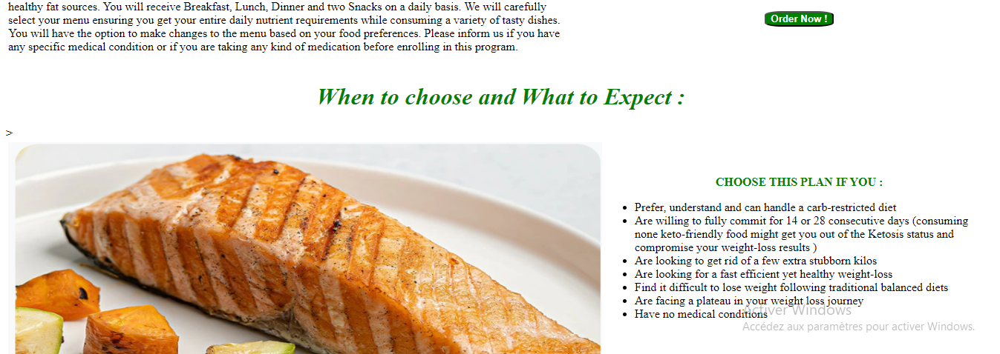 healthy fat sources. You will receive Breakfast, Lunch, Dinner and two Snacks on a daily basis. We will carefully
select your menu ensuring you get your entire daily nutrient requirements while consuming a variety of tasty dishes.
You will have the option to make changes to the menu based on your food preferences. Please inform us if you have
any specific medical condition or if you are taking any kind of medication before enrolling in this program.
Order Now !
When to choose and What to Expect :
>
CHOOSE THIS PLAN IF YOU :
• Prefer, understand and can handle a carb-restricted diet
• Are willing to fully commit for 14 or 28 consecutive days (consuming
none keto-friendly food might get you out of the Ketosis status and
compromise your weight-loss results )
• Are looking to get rid of a few extra stubborn kilos
• Are looking for a fast efficient yet healthy weight-loss
• Find it difficult to lose weight following traditional balanced diets
• Are facing a plateau in your weight loss journey
• Have no medical conditions
Activer Windows
Accédez aux paramètres pour activer Windows.